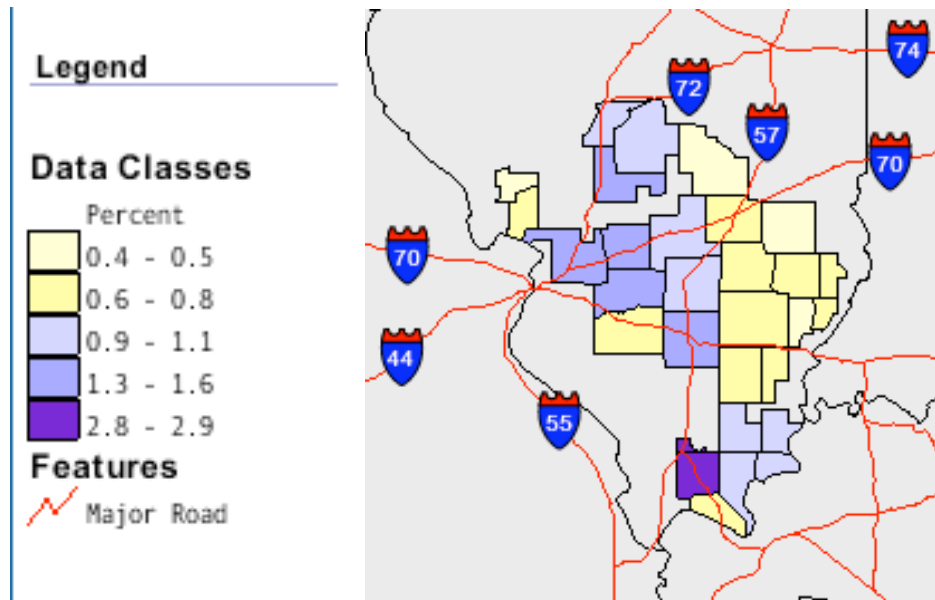 Legend
Data Classes
Percent
0.4 - 0.5
0.6 - 0.8
0.9 - 1.1
1.3 - 1.6
2.8 - 2.9
Features
Major Road
74
72
57
70
70
44
55